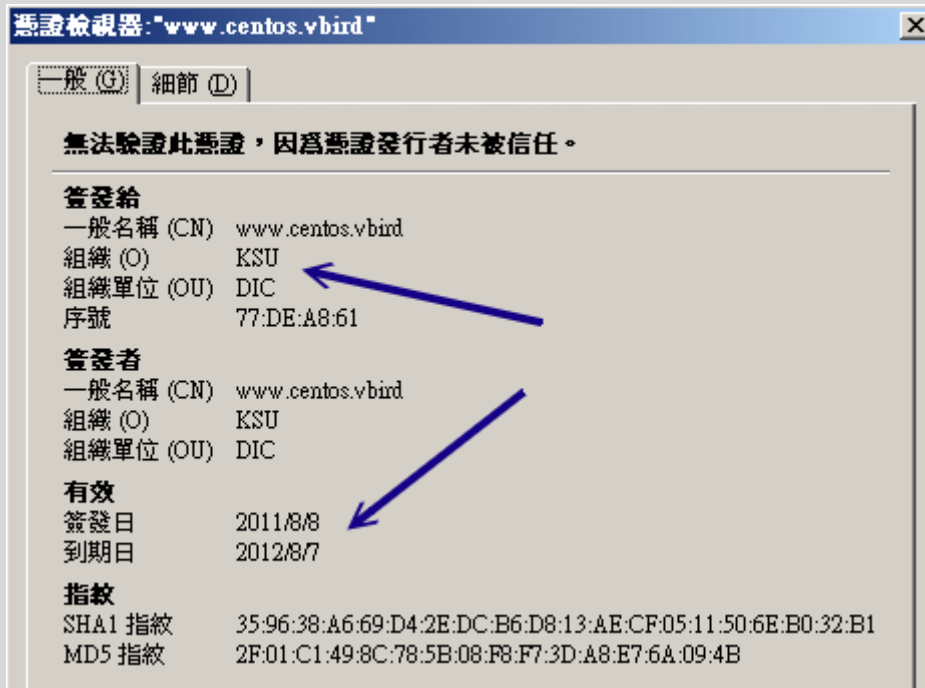 憑證檢視器:"www.centos.vbird"
一般 (G) 細節 (D)
無法驗證此憑證，因為憑證發行者未被信任。
簽發給
一般名稱 (CN) www.centos.vbird
組織 (O) KSU
組織單位 (OU) DIC
序號 77:DE:A8:61
簽發者
一般名稱 (CN) www.centos.vbird
組織 (O) KSU
組織單位 (OU) DIC
有效
簽發日 2011/8/8
到期日 2012/8/7
指紋
SHA1 指紋 35:96:38:A6:69:D4:2E:DC:B6:D8:13:AE:CF:05:11:50:6E:B0:32:B1
MD5 指紋 2F:01:C1:49:8C:78:5B:08:F8:F7:3D:A8:E7:6A:09:4B